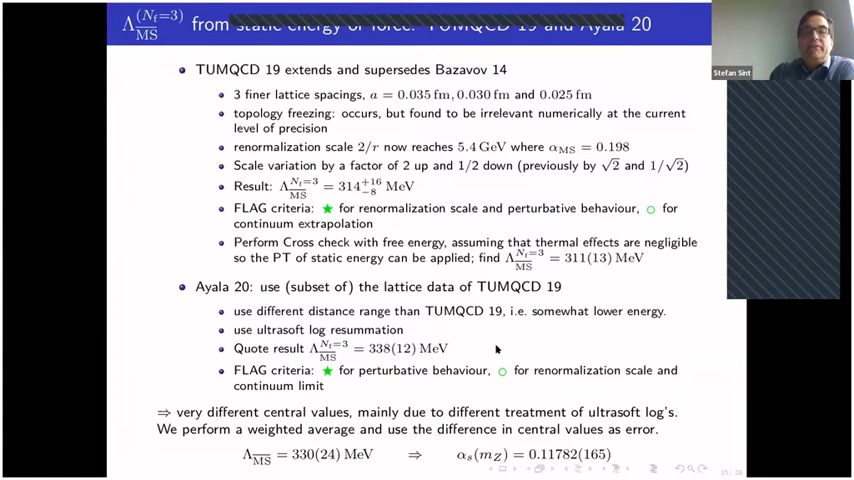 Λ_MS^(Nf=3) from static energy or force: TUMQCD 19 and Ayala 20
Stefan Sint
• TUMQCD 19 extends and supersedes Bazavov 14
• 3 finer lattice spacings, a = 0.035 fm, 0.030 fm and 0.025 fm
• topology freezing: occurs, but found to be irrelevant numerically at the current
level of precision
• renormalization scale 2/r now reaches 5.4 GeV where α_MS = 0.198
• Scale variation by a factor of 2 up and 1/2 down (previously by √2 and 1/√2)
• Result: Λ_MS^Nf=3 = 314 +16 −8 MeV
• FLAG criteria: ★ for renormalization scale and perturbative behaviour, ○ for
continuum extrapolation
• Perform Cross check with free energy, assuming that thermal effects are negligible
so the PT of static energy can be applied; find Λ_MS^Nf=3 = 311(13) MeV
• Ayala 20: use (subset of) the lattice data of TUMQCD 19
• use different distance range than TUMQCD 19, i.e. somewhat lower energy.
• use ultrasoft log resummation
• Quote result Λ_MS^Nf=3 = 338(12) MeV
• FLAG criteria: ★ for perturbative behaviour, ○ for renormalization scale and
continuum limit
⇒ very different central values, mainly due to different treatment of ultrasoft log's.
We perform a weighted average and use the difference in central values as error.
Λ_MS = 330(24) MeV ⇒ α_s(m_Z) = 0.11782(165)
15 / 28